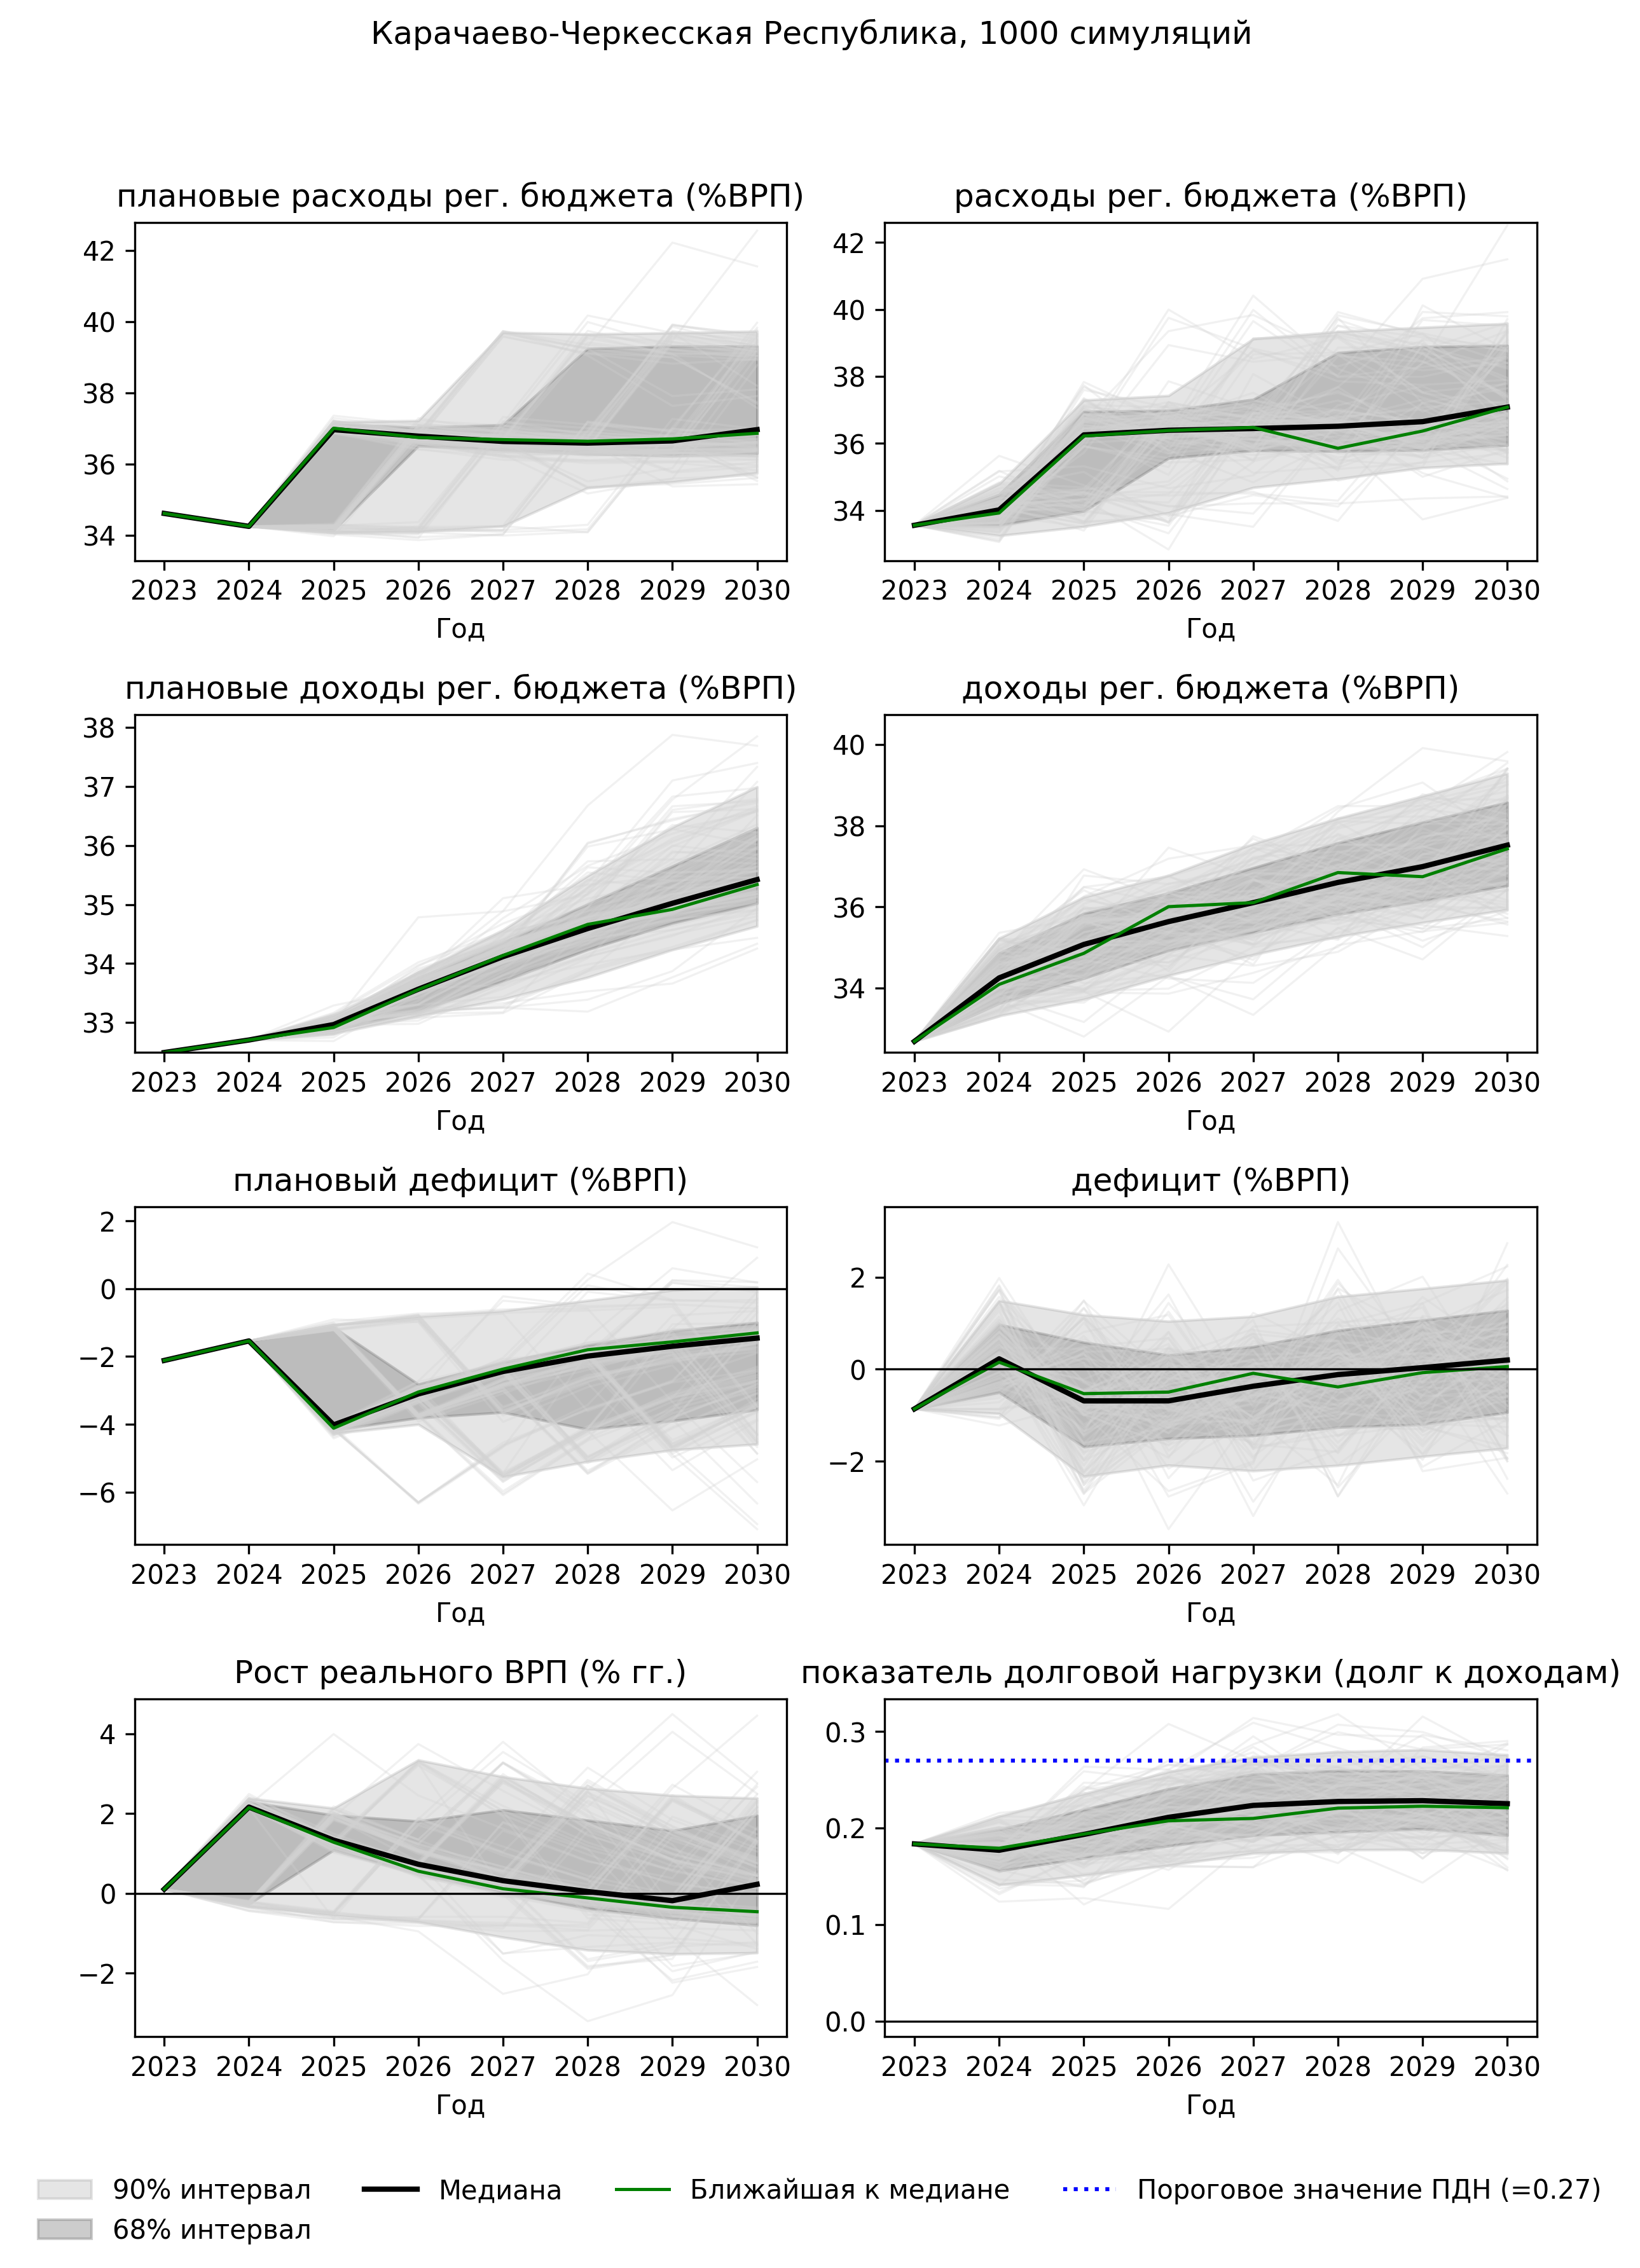 Карачаево-Черкесская Республика, 1000 симуляций
плановые расходы рег. бюджета (%ВРП)
42
40
38
36
34
2023 2024 2025 2026 2027 2028 2029 2030
Год
расходы рег. бюджета (%ВРП)
42
40
38
36
34
2023 2024 2025 2026 2027 2028 2029 2030
Год
плановые доходы рег. бюджета (%ВРП)
38
37
36
35
34
33
2023 2024 2025 2026 2027 2028 2029 2030
Год
доходы рег. бюджета (%ВРП)
40
38
36
34
2023 2024 2025 2026 2027 2028 2029 2030
Год
плановый дефицит (%ВРП)
2
0
−2
−4
−6
2023 2024 2025 2026 2027 2028 2029 2030
Год
дефицит (%ВРП)
2
0
−2
2023 2024 2025 2026 2027 2028 2029 2030
Год
Рост реального ВРП (% гг.)
4
2
0
−2
2023 2024 2025 2026 2027 2028 2029 2030
Год
показатель долговой нагрузки (долг к доходам)
0.3
0.2
0.1
0.0
2023 2024 2025 2026 2027 2028 2029 2030
Год
90% интервал
68% интервал
Медиана
Ближайшая к медиане
Пороговое значение ПДН (=0.27)